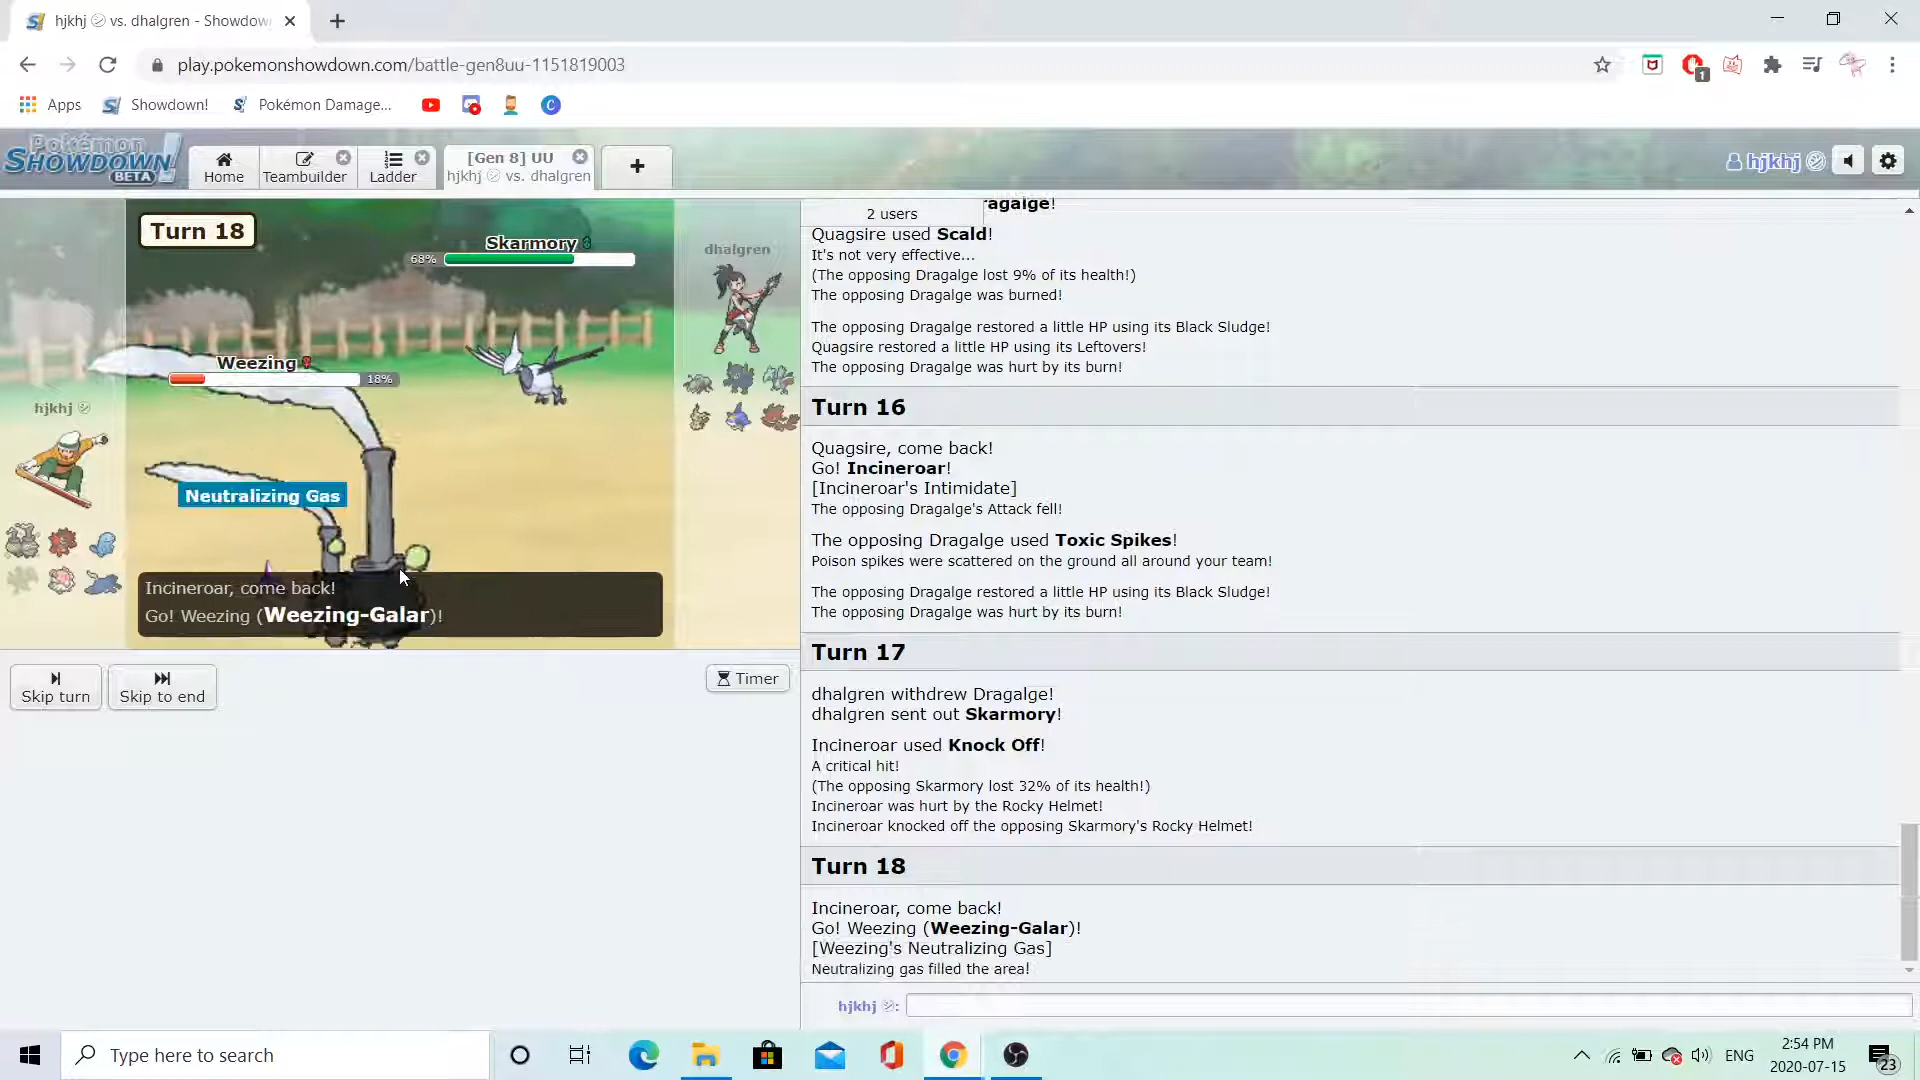 hjkhj vs. dhalgren - Showdow
play.pokemonshowdown.com/battle-gen8uu-1151819003
1
Apps
Showdown!
Pokémon Damage...
Pokémon
SHOWDOWN!
BETA
Home
Teambuilder
Ladder
[Gen 8] UU
hjkhj vs. dhalgren
+
hjkhj
Turn 18
Skarmory
68%
dhalgren
Weezing
18%
hjkhj
Neutralizing Gas
Incineroar, come back!
Go! Weezing (Weezing-Galar)!
Skip turn
Skip to end
Timer
2 users
ragalge!
Quagsire used Scald!
It's not very effective...
(The opposing Dragalge lost 9% of its health!)
The opposing Dragalge was burned!
The opposing Dragalge restored a little HP using its Black Sludge!
Quagsire restored a little HP using its Leftovers!
The opposing Dragalge was hurt by its burn!
Turn 16
Quagsire, come back!
Go! Incineroar!
[Incineroar's Intimidate]
The opposing Dragalge's Attack fell!
The opposing Dragalge used Toxic Spikes!
Poison spikes were scattered on the ground all around your team!
The opposing Dragalge restored a little HP using its Black Sludge!
The opposing Dragalge was hurt by its burn!
Turn 17
dhalgren withdrew Dragalge!
dhalgren sent out Skarmory!
Incineroar used Knock Off!
A critical hit!
(The opposing Skarmory lost 32% of its health!)
Incineroar was hurt by the Rocky Helmet!
Incineroar knocked off the opposing Skarmory's Rocky Helmet!
Turn 18
Incineroar, come back!
Go! Weezing (Weezing-Galar)!
[Weezing's Neutralizing Gas]
Neutralizing gas filled the area!
hjkhj :
Type here to search
ENG
2:54 PM
2020-07-15
23